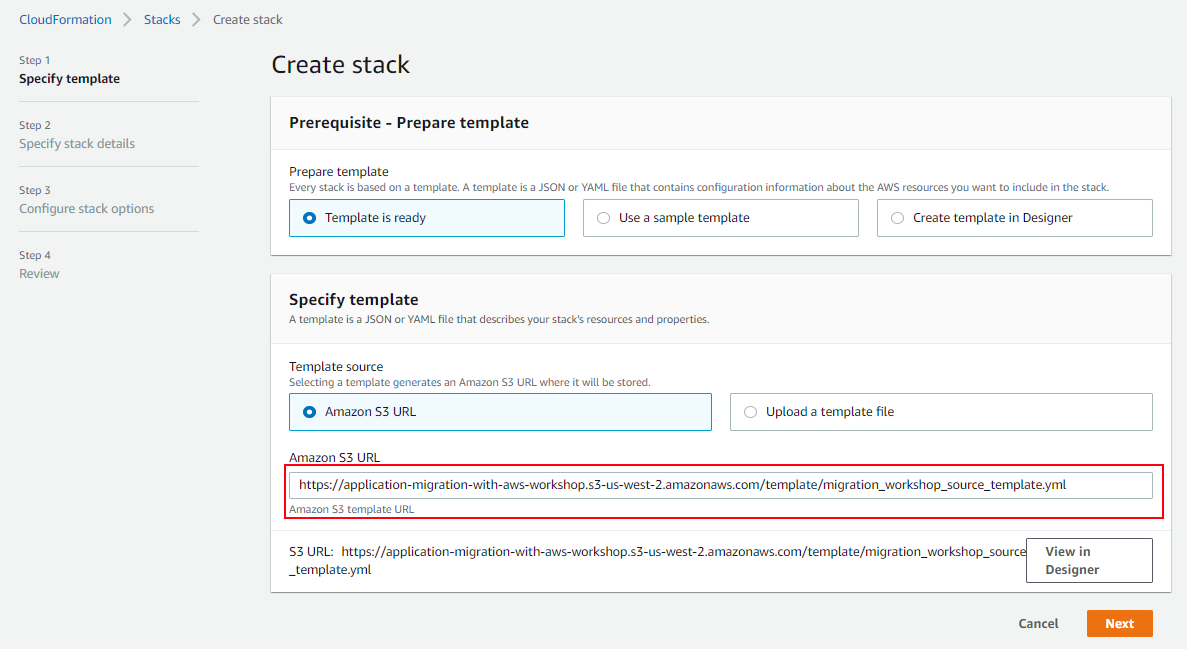 CloudFormation > Stacks > Create stack
Step 1
Specify template
Step 2
Specify stack details
Step 3
Configure stack options
Step 4
Review
Create stack
Prerequisite - Prepare template
Prepare template
Every stack is based on a template. A template is a JSON or YAML file that contains configuration information about the AWS resources you want to include in the stack.
Template is ready
Use a sample template
Create template in Designer
Specify template
A template is a JSON or YAML file that describes your stack's resources and properties.
Template source
Selecting a template generates an Amazon S3 URL where it will be stored.
Amazon S3 URL
Upload a template file
Amazon S3 URL
https://application-migration-with-aws-workshop.s3-us-west-2.amazonaws.com/template/migration_workshop_source_template.yml
Amazon S3 template URL
S3 URL: https://application-migration-with-aws-workshop.s3-us-west-2.amazonaws.com/template/migration_workshop_source
_template.yml
View in
Designer
Cancel
Next